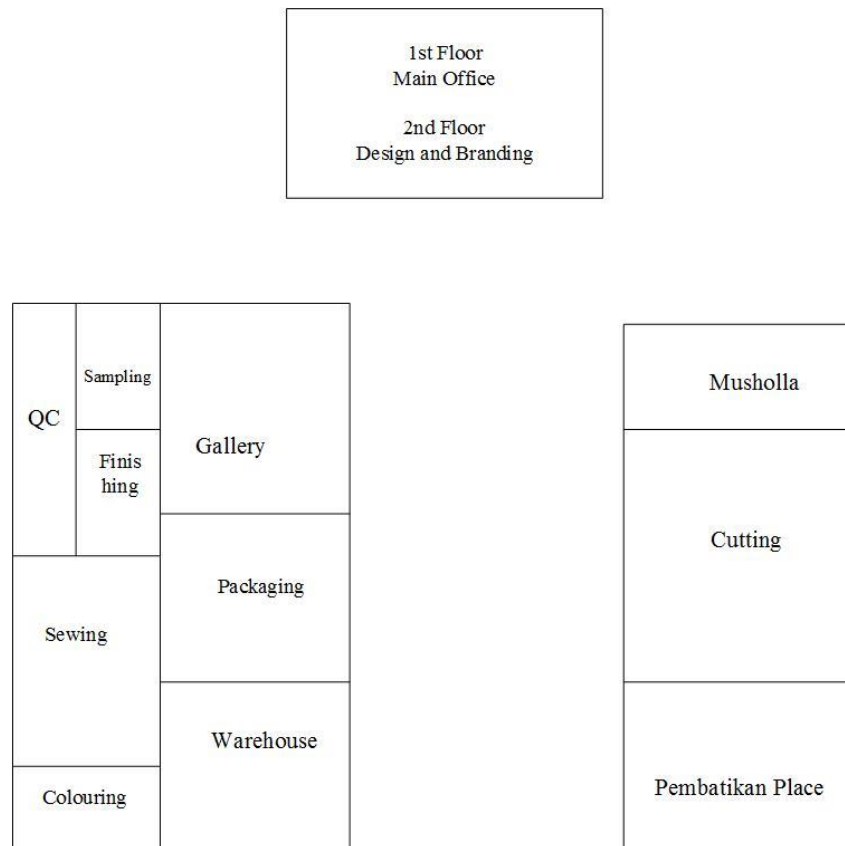 1st Floor
Main Office
2nd Floor
Design and Branding
QC
Sampling
Finis
hing
Gallery
Sewing
Packaging
Colouring
Warehouse
Musholla
Cutting
Pembatikan Place